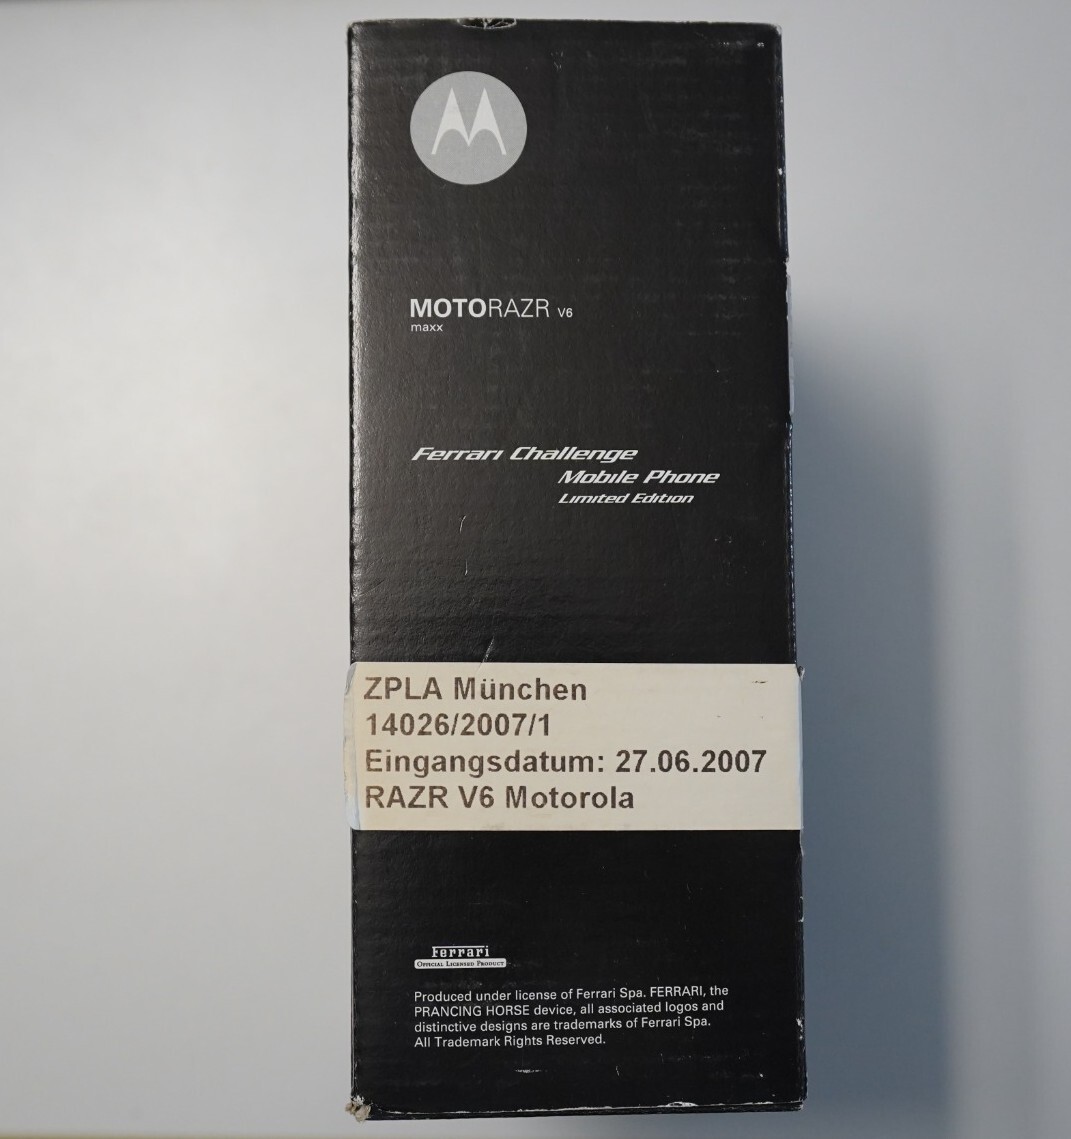 MOTORAZR V6
maxx
Ferrari Challenge
Mobile Phone
Limited Edition
ZPLA München
14026/2007/1
Eingangsdatum: 27.06.2007
RAZR V6 Motorola
Ferrari
OFFICIAL LICENSED PRODUCT
Produced under license of Ferrari Spa. FERRARI, the
PRANCING HORSE device, all associated logos and
distinctive designs are trademarks of Ferrari Spa.
All Trademark Rights Reserved.